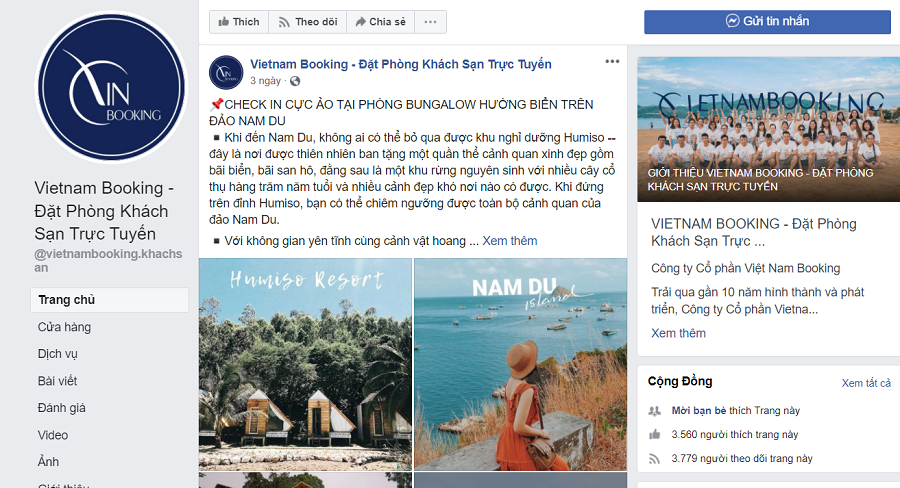 VIN
BOOKING
Vietnam Booking -
Đặt Phòng Khách
Sạn Trực Tuyến
@vietnambooking.khachs
an
Trang chủ
Cửa hàng
Dịch vụ
Bài viết
Đánh giá
Video
Ảnh
Giới thiệu
Thích
Theo dõi
Chia sẻ
Vietnam Booking - Đặt Phòng Khách Sạn Trực Tuyến
3 ngày ·
📌CHECK IN CỰC ẢO TẠI PHÒNG BUNGALOW HƯỚNG BIỂN TRÊN
ĐẢO NAM DU
▪️Khi đến Nam Du, không ai có thể bỏ qua được khu nghỉ dưỡng Humiso --
đây là nơi được thiên nhiên ban tặng một quần thể cảnh quan xinh đẹp gồm
bãi biển, bãi san hô, đằng sau là một khu rừng nguyên sinh với nhiều cây cổ
thụ hàng trăm năm tuổi và nhiều cảnh đẹp khó nơi nào có được. Khi đứng
trên đỉnh Humiso, bạn có thể chiêm ngưỡng được toàn bộ cảnh quan của
đảo Nam Du.
▪️Với không gian yên tĩnh cùng cảnh vật hoang ... Xem thêm
Humiso Resort
NAM DU
Island
Gửi tin nhắn
VIETNAMBOOKING
GIỚI THIỆU VIETNAM BOOKING - ĐẶT PHÒNG
KHÁCH SẠN TRỰC TUYẾN
VIETNAM BOOKING - Đặt Phòng
Khách Sạn Trực ...
Công ty Cổ phần Việt Nam Booking
Trải qua gần 10 năm hình thành và phát
triển, Công ty Cổ phần Vietna...
Xem thêm
Cộng Đồng
Xem tất cả
Mời bạn bè thích Trang này
3.560 người thích trang này
3.779 người theo dõi trang này